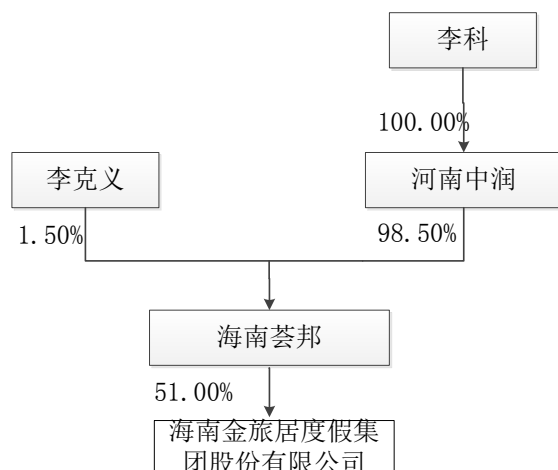 李科
100.00%
李克义
河南中润
1.50%
98.50%
海南荟邦
51.00%
海南金旅居度假集
团股份有限公司